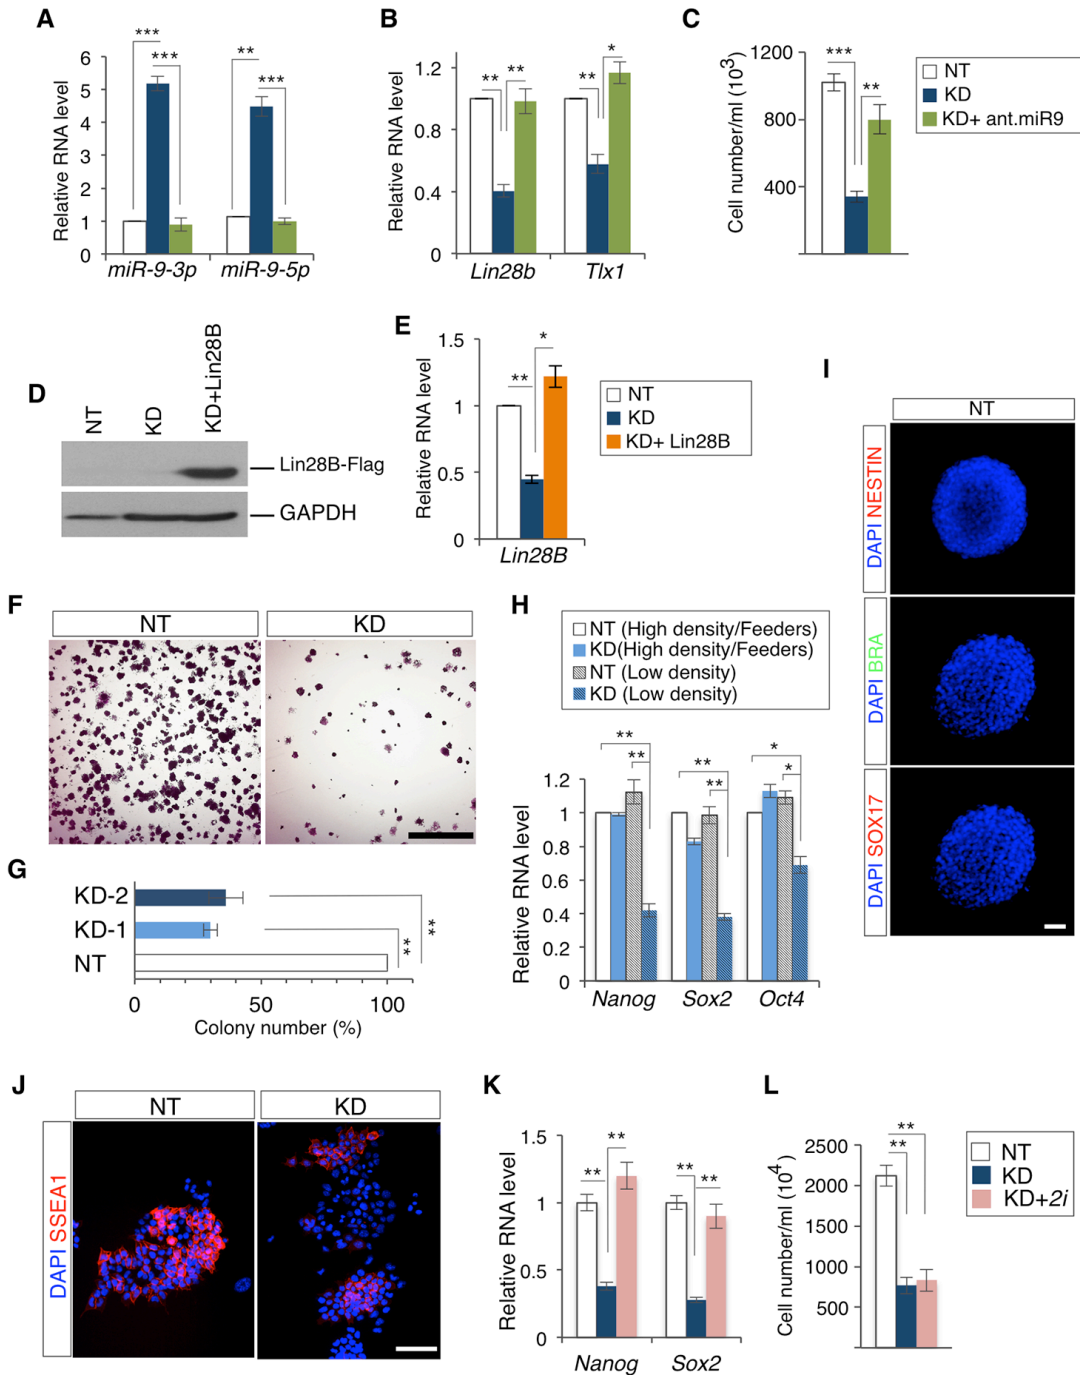 A
***
***
**
***
Relative RNA level
6
5
4
3
2
1
0
miR-9-3p
miR-9-5p
B
**
**
**
*
Relative RNA level
1.2
0.8
0.4
0
Lin28b
Tlx1
C
***
**
Cell number/ml (10³)
1200
800
400
NT
KD
KD+ ant.miR9
D
NT
KD
KD+Lin28B
Lin28B-Flag
GAPDH
E
**
*
Relative RNA level
1.5
1
0.5
0
Lin28B
NT
KD
KD+ Lin28B
F
NT
KD
G
KD-2
KD-1
NT
**
**
0
50
100
Colony number (%)
H
NT (High density/Feeders)
KD(High density/Feeders)
NT (Low density)
KD (Low density)
**
**
**
**
*
*
Relative RNA level
1.2
1
0.8
0.6
0.4
0.2
0
Nanog
Sox2
Oct4
I
NT
DAPI NESTIN
DAPI BRA
DAPI SOX17
J
NT
KD
DAPI SSEA1
K
**
**
**
**
Relative RNA level
1.5
1
0.5
0
Nanog
Sox2
L
**
**
Cell number/ml (10⁴)
2500
2000
1500
1000
500
NT
KD
KD+2i